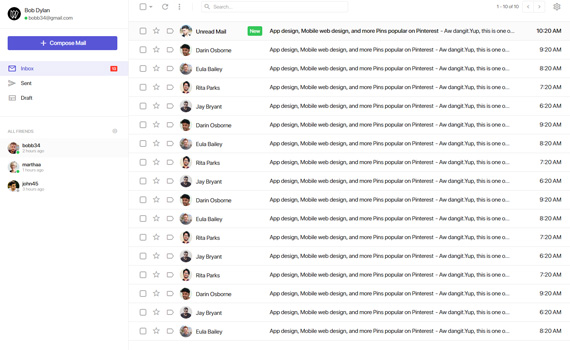 Bob Dylan
bobb34@gmail.com
+ Compose Mail
Inbox
Sent
Draft
ALL FRIENDS
bobb34
2 hours ago
marthaa
1 hours ago
john45
3 hours ago
Search...
1 - 10 of 10
Unread Mail New App design, Mobile web design, and more Pins popular on Pinterest - Aw dangit.Yup, this is one o... 10:20 AM
Darin Osborne App design, Mobile web design, and more Pins popular on Pinterest - Aw dangit.Yup, this is one o... 9:20 AM
Eula Bailey App design, Mobile web design, and more Pins popular on Pinterest - Aw dangit.Yup, this is one o... 8:20 AM
Rita Parks App design, Mobile web design, and more Pins popular on Pinterest - Aw dangit.Yup, this is one o... 7:20 AM
Jay Bryant App design, Mobile web design, and more Pins popular on Pinterest - Aw dangit.Yup, this is one o... 6:20 AM
Darin Osborne App design, Mobile web design, and more Pins popular on Pinterest - Aw dangit.Yup, this is one o... 9:20 AM
Eula Bailey App design, Mobile web design, and more Pins popular on Pinterest - Aw dangit.Yup, this is one o... 8:20 AM
Rita Parks App design, Mobile web design, and more Pins popular on Pinterest - Aw dangit.Yup, this is one o... 7:20 AM
Jay Bryant App design, Mobile web design, and more Pins popular on Pinterest - Aw dangit.Yup, this is one o... 6:20 AM
Darin Osborne App design, Mobile web design, and more Pins popular on Pinterest - Aw dangit.Yup, this is one o... 9:20 AM
Eula Bailey App design, Mobile web design, and more Pins popular on Pinterest - Aw dangit.Yup, this is one o... 8:20 AM
Rita Parks App design, Mobile web design, and more Pins popular on Pinterest - Aw dangit.Yup, this is one o... 7:20 AM
Jay Bryant App design, Mobile web design, and more Pins popular on Pinterest - Aw dangit.Yup, this is one o... 6:20 AM
Rita Parks App design, Mobile web design, and more Pins popular on Pinterest - Aw dangit.Yup, this is one o... 7:20 AM
Darin Osborne App design, Mobile web design, and more Pins popular on Pinterest - Aw dangit.Yup, this is one o... 9:20 AM
Jay Bryant App design, Mobile web design, and more Pins popular on Pinterest - Aw dangit.Yup, this is one o... 6:20 AM
Eula Bailey App design, Mobile web design, and more Pins popular on Pinterest - Aw dangit.Yup, this is one o... 8:20 AM